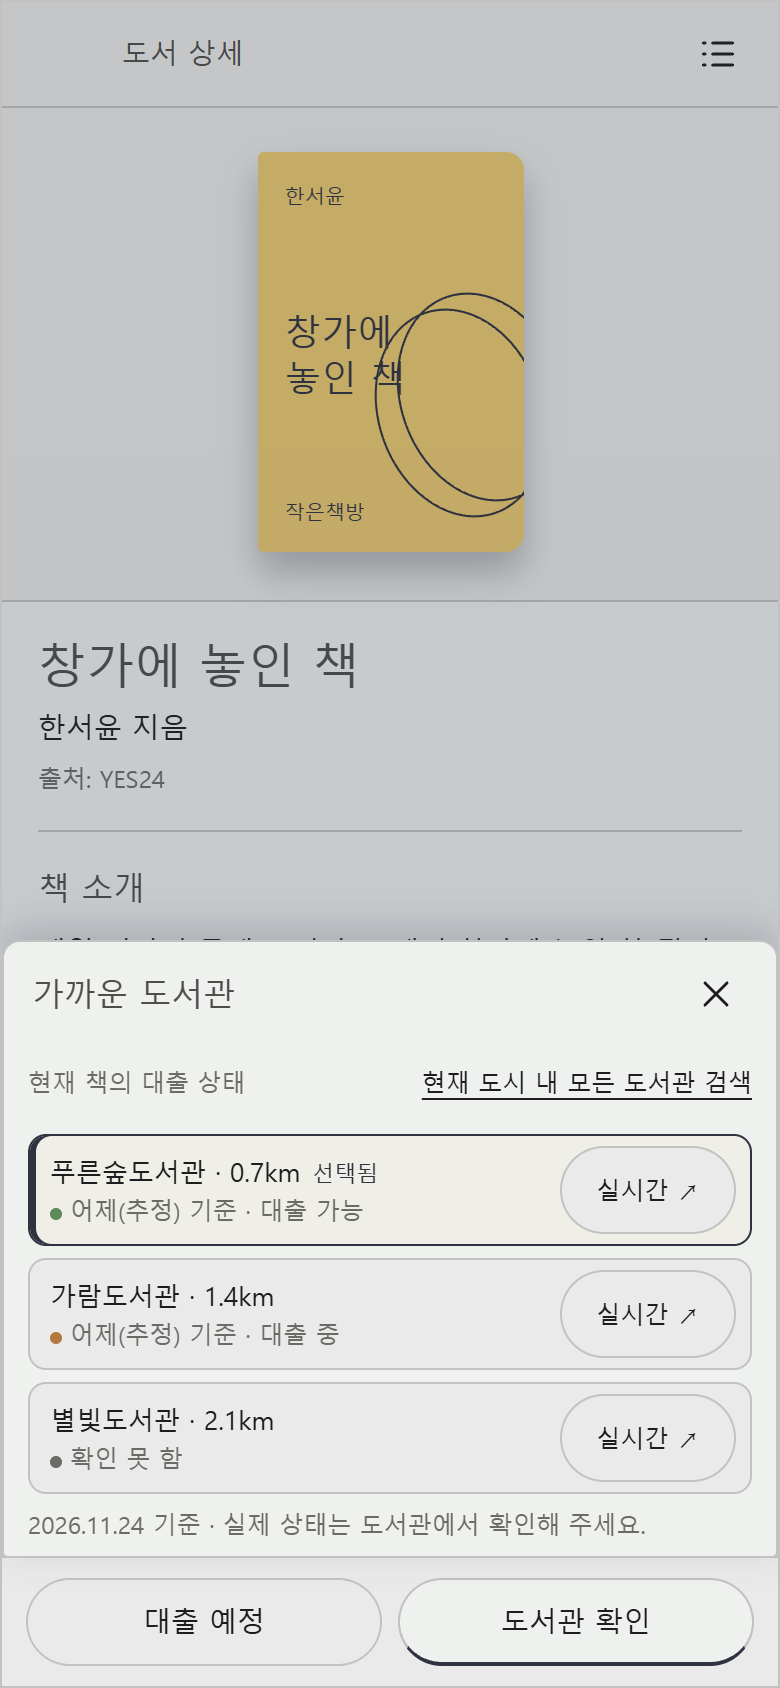 도서 상세
한서윤
창가에
놓인 책
작은책방
창가에 놓인 책
한서윤 지음
출처: YES24
책 소개
가까운 도서관
현재 책의 대출 상태
현재 도시 내 모든 도서관 검색
푸른숲도서관 · 0.7km 선택됨
어제(추정) 기준 · 대출 가능
실시간 ↗
가람도서관 · 1.4km
어제(추정) 기준 · 대출 중
실시간 ↗
별빛도서관 · 2.1km
확인 못 함
실시간 ↗
2026.11.24 기준 · 실제 상태는 도서관에서 확인해 주세요.
대출 예정
도서관 확인